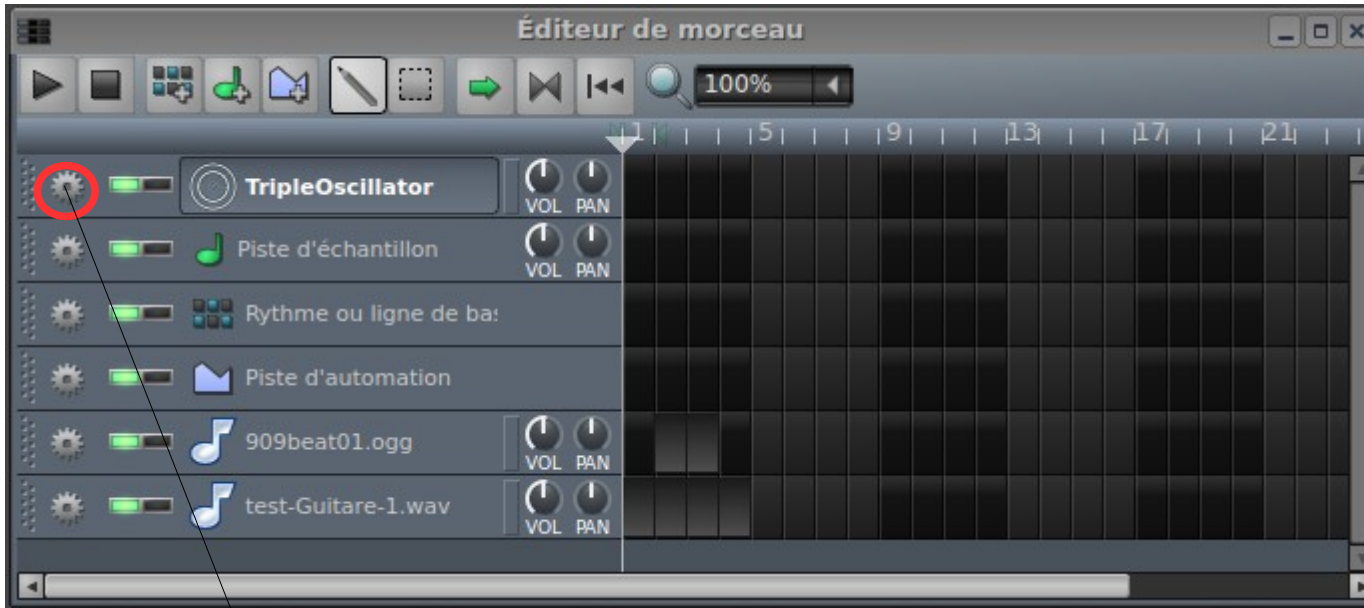 Éditeur de morceau
100%
1 5 9 13 17 21
TripleOscillator
VOL PAN
Piste d'échantillon
VOL PAN
Rythme ou ligne de bas
Piste d'automation
909beat01.ogg
VOL PAN
test-Guitare-1.wav
VOL PAN